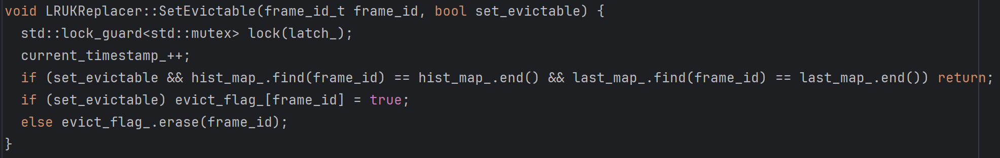 void LRUKReplacer::SetEvictable(frame_id_t frame_id, bool set_evictable) {
  std::lock_guard<std::mutex> lock(latch_);
  current_timestamp_++;
  if (set_evictable && hist_map_.find(frame_id) == hist_map_.end() && last_map_.find(frame_id) == last_map_.end()) return;
  if (set_evictable) evict_flag_[frame_id] = true;
  else evict_flag_.erase(frame_id);
}